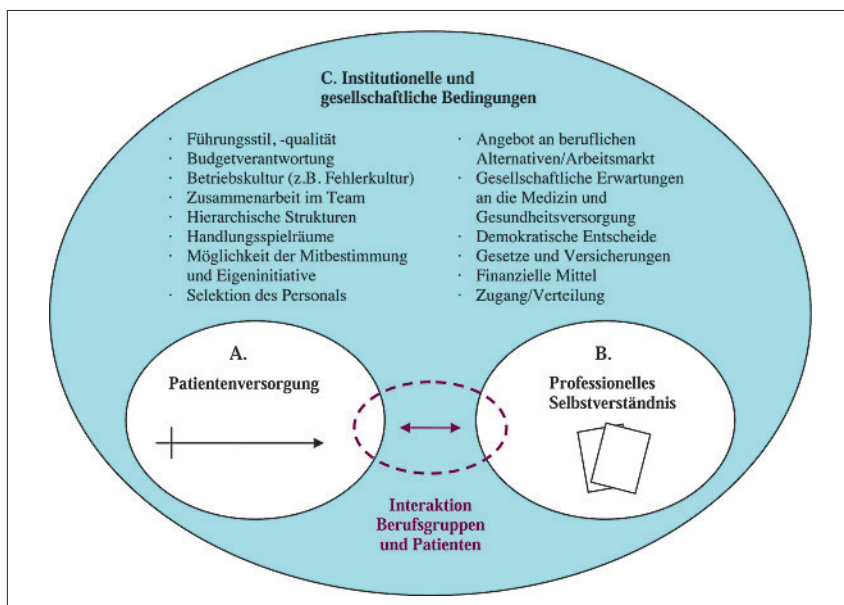 C. Institutionelle und
gesellschaftliche Bedingungen
· Führungsstil, -qualität
· Budgetverantwortung
· Betriebskultur (z.B. Fehlerkultur)
· Zusammenarbeit im Team
· Hierarchische Strukturen
· Handlungsspielräume
· Möglichkeit der Mitbestimmung
und Eigeninitiative
· Selektion des Personals
· Angebot an beruflichen
Alternativen/Arbeitsmarkt
· Gesellschaftliche Erwartungen
an die Medizin und
Gesundheitsversorgung
· Demokratische Entscheide
· Gesetze und Versicherungen
· Finanzielle Mittel
· Zugang/Verteilung
A.
Patientenversorgung
B.
Professionelles
Selbstverständnis
Interaktion
Berufsgruppen
und Patienten